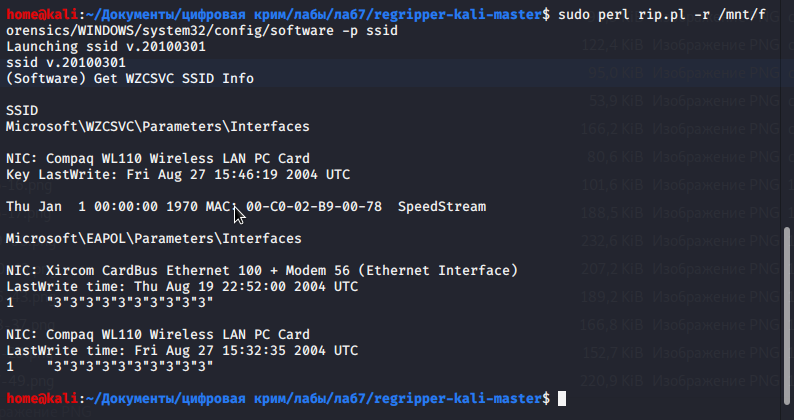 home@kali:~/Документы/цифровая крим/лабы/лаб7/regripper-kali-master$ sudo perl rip.pl -r /mnt/f
orensics/WINDOWS/system32/config/software -p ssid
Launching ssid v.20100301
ssid v.20100301
(Software) Get WZCSVC SSID Info
SSID
Microsoft\WZCSVC\Parameters\Interfaces
NIC: Compaq WL110 Wireless LAN PC Card
Key LastWrite: Fri Aug 27 15:46:19 2004 UTC
Thu Jan  1 00:00:00 1970 MAC: 00-C0-02-B9-00-78  SpeedStream
Microsoft\EAPOL\Parameters\Interfaces
NIC: Xircom CardBus Ethernet 100 + Modem 56 (Ethernet Interface)
LastWrite time: Thu Aug 19 22:52:00 2004 UTC
1    "3"3"3"3"3"3"3"3"3"3"
NIC: Compaq WL110 Wireless LAN PC Card
LastWrite time: Fri Aug 27 15:32:35 2004 UTC
1    "3"3"3"3"3"3"3"3"3"3"
home@kali:~/Документы/цифровая крим/лабы/лаб7/regripper-kali-master$